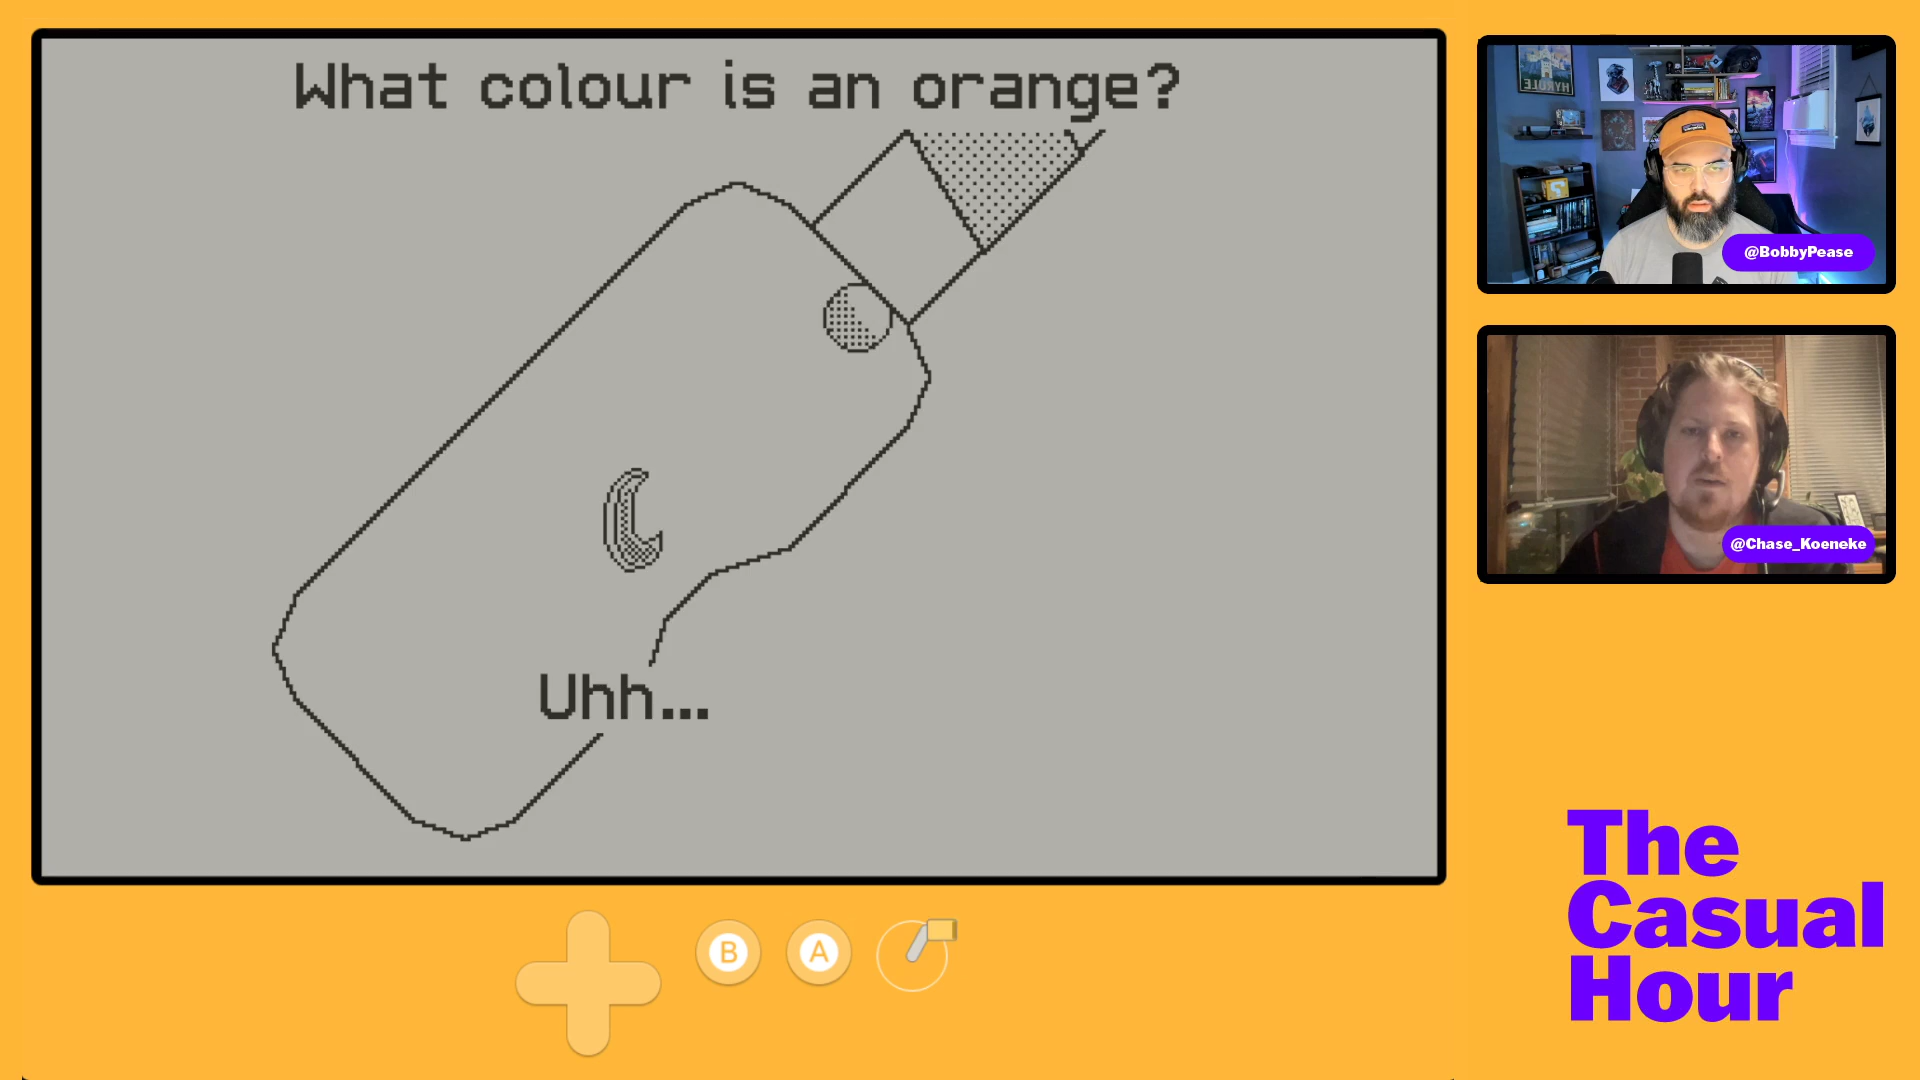 What colour is an orange?
Uhh...
@BobbyPease
@Chase_Koeneke
B
A
The
Casual
Hour